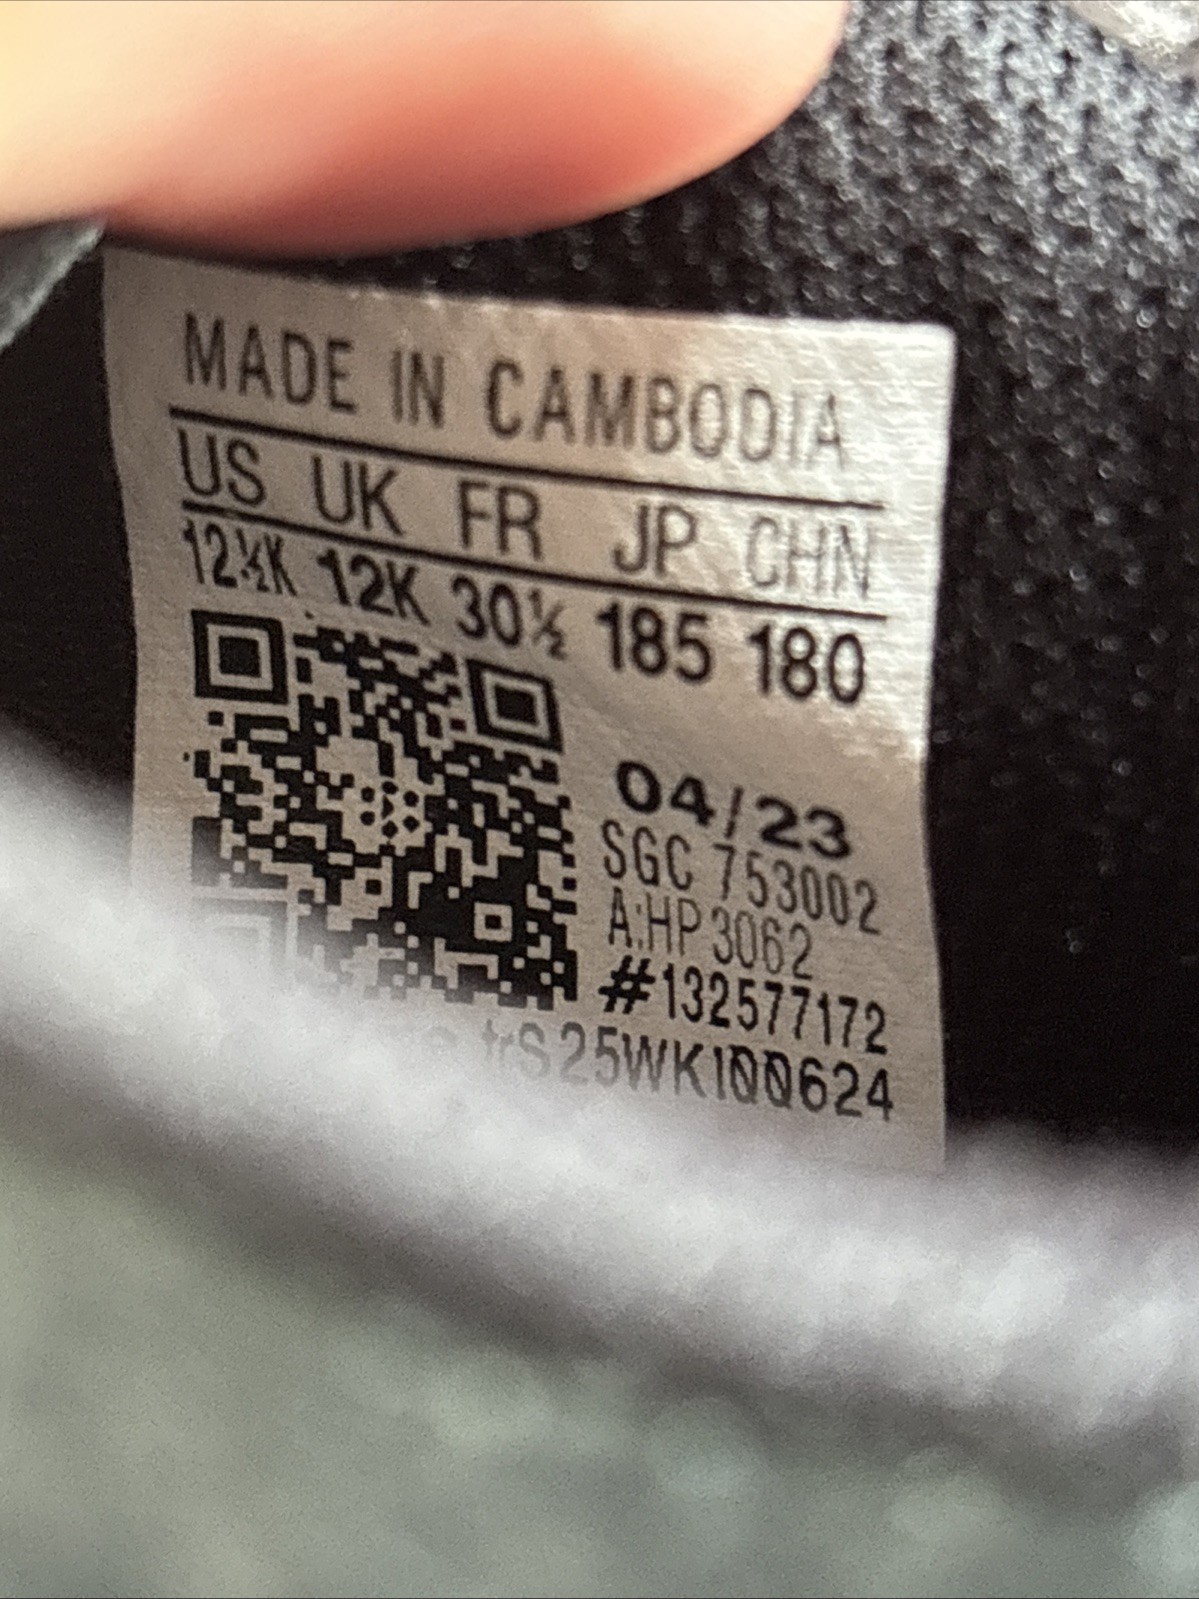 MADE IN CAMBODIA
US UK FR JP CHN
12½K 12K 30½ 185 180
04/23
SGC 753002
A:HP3062
#132577172
trS25WK100624